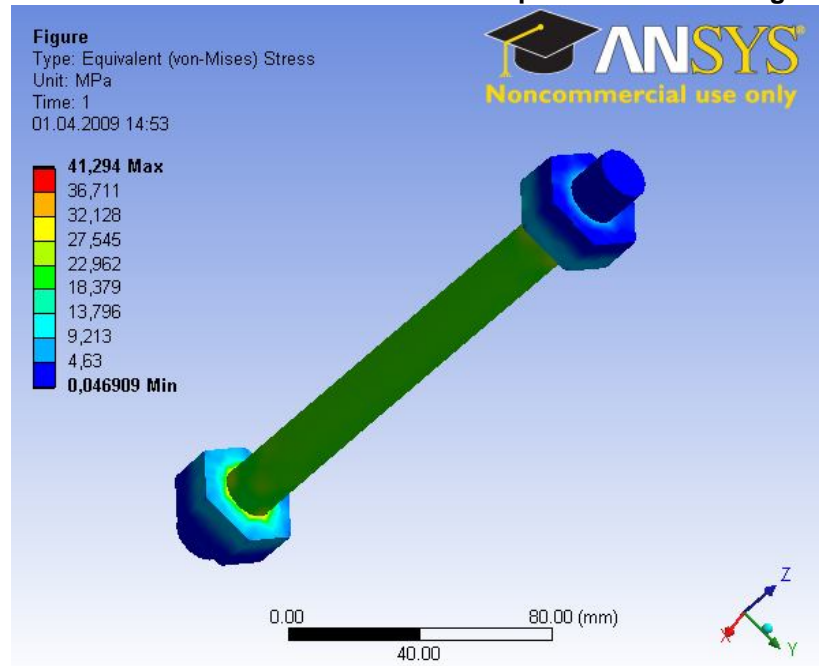 Figure
Type: Equivalent (von-Mises) Stress
Unit: MPa
Time: 1
01.04.2009 14:53
ANSYS
Noncommercial use only
41,294 Max
36,711
32,128
27,545
22,962
18,379
13,796
9,213
4,63
0,046909 Min
0.00
80.00 (mm)
40.00
Z
X
Y